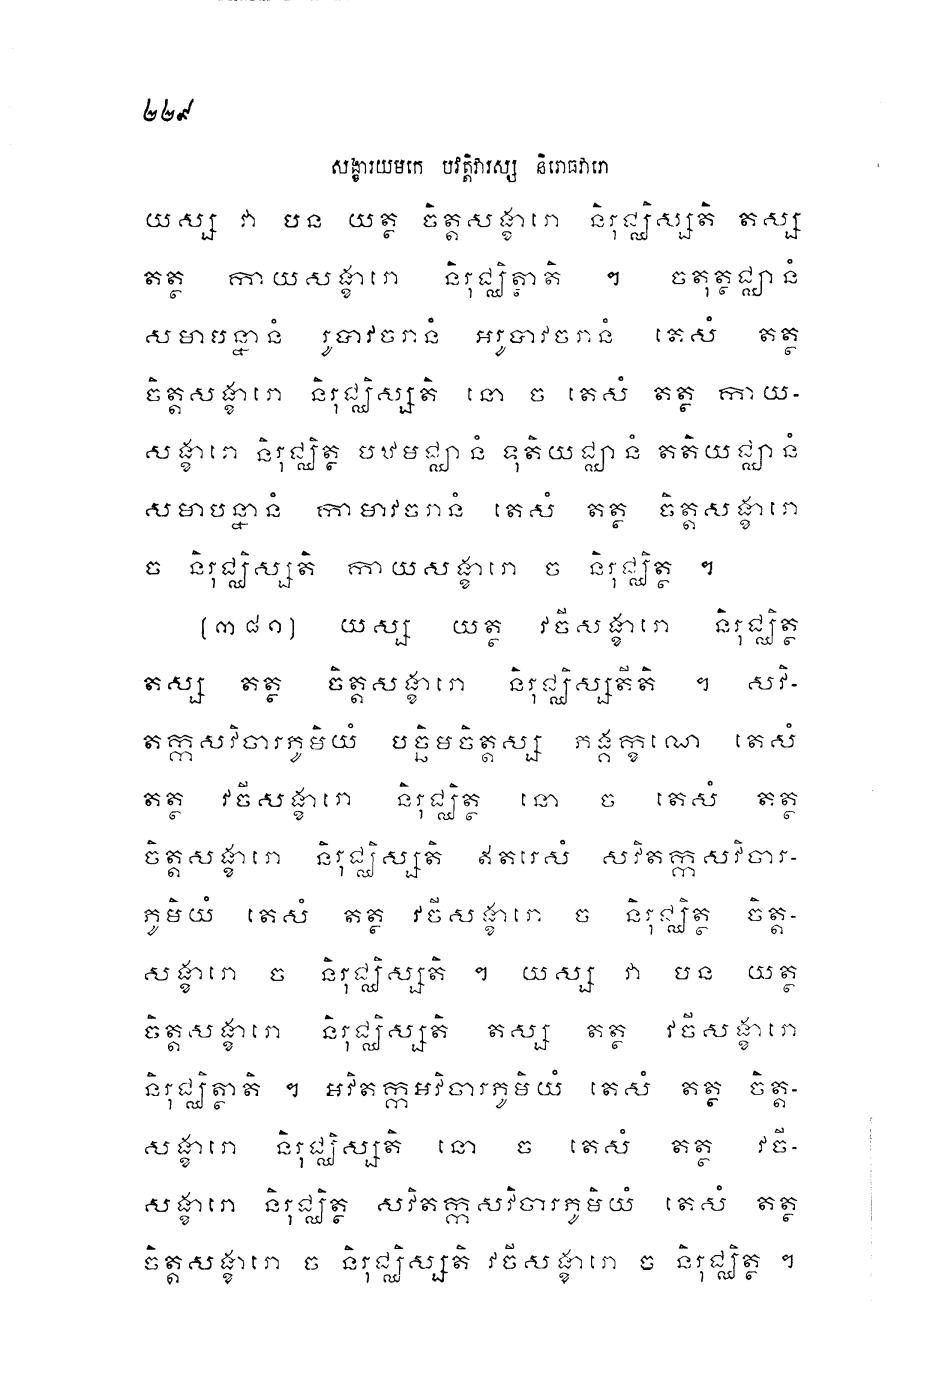 ២២៩
សង្ខារយមកេ បវត្តិវារស្ស និរោធវារោ
យស្ស វា បន យត្ថ ចិត្តសង្ខារោ និរុជ្ឈិស្សតិ តស្ស
តត្ថ កាយសង្ខារោ និរុជ្ឈិត្ថាតិ ។ ចតុត្ថជ្ឈានំ
សមាបន្នានំ រូបាវចរានំ អរូបាវចរានំ តេសំ តត្ថ
ចិត្តសង្ខារោ និរុជ្ឈិស្សតិ នោ ច តេសំ តត្ថ កាយ-
សង្ខារោ និរុជ្ឈិត្ថ បឋមជ្ឈានំ ទុតិយជ្ឈានំ តតិយជ្ឈានំ
សមាបន្នានំ កាមាវចរានំ តេសំ តត្ថ ចិត្តសង្ខារោ
ច និរុជ្ឈិស្សតិ កាយសង្ខារោ ច និរុជ្ឈិត្ថ ។
(៣៨១) យស្ស យត្ថ វចីសង្ខារោ និរុជ្ឈិត្ថ
តស្ស តត្ថ ចិត្តសង្ខារោ និរុជ្ឈិស្សតីតិ ។ សវិ-
តក្កសវិចារភូមិយំ បច្ឆិមចិត្តស្ស ភង្គក្ខណេ តេសំ
តត្ថ វចីសង្ខារោ និរុជ្ឈិត្ថ នោ ច តេសំ តត្ថ
ចិត្តសង្ខារោ និរុជ្ឈិស្សតិ ឥតរេសំ សវិតក្កសវិចារ-
ភូមិយំ តេសំ តត្ថ វចីសង្ខារោ ច និរុជ្ឈិត្ថ ចិត្ត-
សង្ខារោ ច និរុជ្ឈិស្សតិ ។ យស្ស វា បន យត្ថ
ចិត្តសង្ខារោ និរុជ្ឈិស្សតិ តស្ស តត្ថ វចីសង្ខារោ
និរុជ្ឈិត្ថាតិ ។ អវិតក្កអវិចារភូមិយំ តេសំ តត្ថ ចិត្ត-
សង្ខារោ និរុជ្ឈិស្សតិ នោ ច តេសំ តត្ថ វចី-
សង្ខារោ និរុជ្ឈិត្ថ សវិតក្កសវិចារភូមិយំ តេសំ តត្ថ
ចិត្តសង្ខារោ ច និរុជ្ឈិស្សតិ វចីសង្ខារោ ច និរុជ្ឈិត្ថ ។